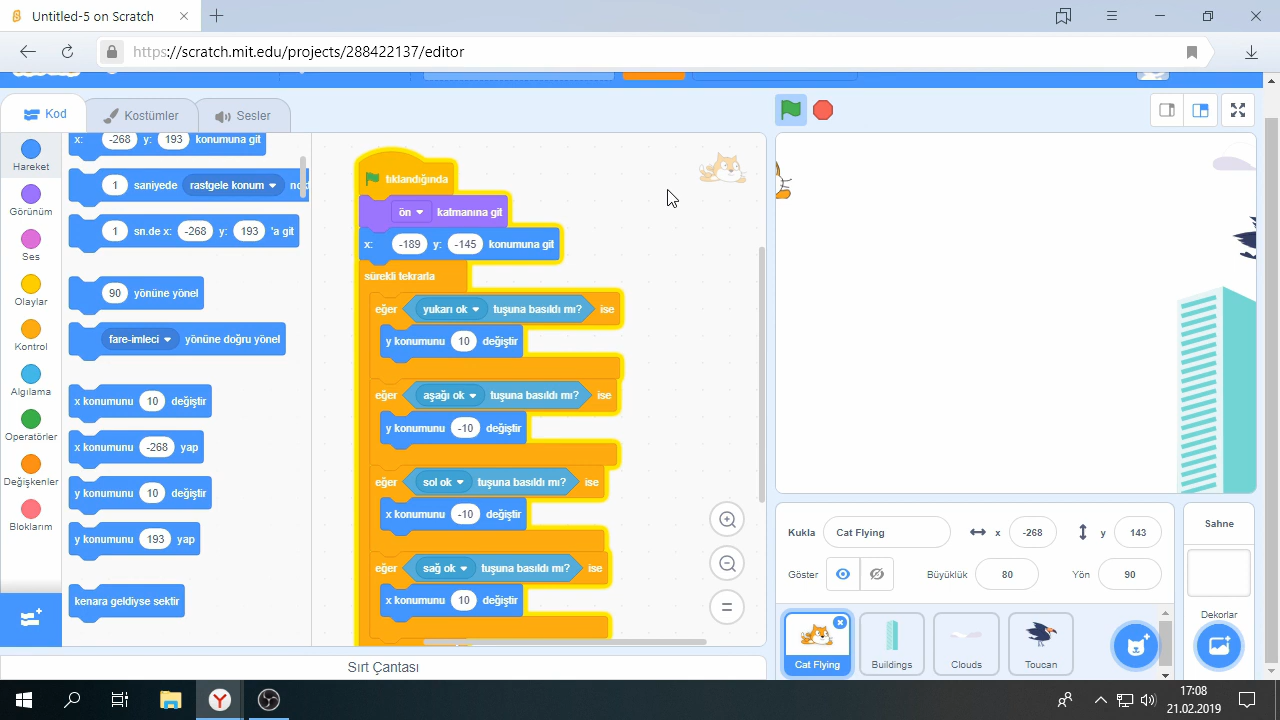 Untitled-5 on Scratch
https://scratch.mit.edu/projects/288422137/editor
Kod
Kostümler
Sesler
Hareket
Görünüm
Ses
Olaylar
Kontrol
Algılama
Operatörler
Değişkenler
Bloklarım
x: -268 y: 193 konumuna git
1 saniyede rastgele konum
1 sn.de x: -268 y: 193 'a git
90 yönüne yönel
fare-imleci yönüne doğru yönel
x konumunu 10 değiştir
x konumunu -268 yap
y konumunu 10 değiştir
y konumunu 193 yap
kenara geldiyse sektir
tıklandığında
ön katmanına git
x: -189 y: -145 konumuna git
sürekli tekrarla
eğer yukarı ok tuşuna basıldı mı? ise
y konumunu 10 değiştir
eğer aşağı ok tuşuna basıldı mı? ise
y konumunu -10 değiştir
eğer sol ok tuşuna basıldı mı? ise
x konumunu -10 değiştir
eğer sağ ok tuşuna basıldı mı? ise
x konumunu 10 değiştir
Sırt Çantası
Kukla Cat Flying x -268 y 143
Göster Büyüklük 80 Yön 90
Cat Flying
Buildings
Clouds
Toucan
Sahne
Dekorlar
17:08
21.02.2019